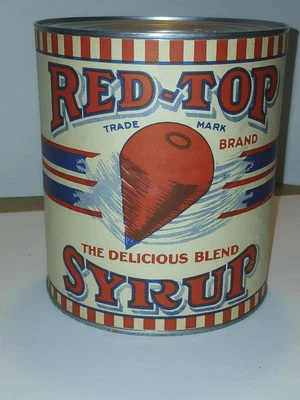 RED-TOP
TRADE MARK
BRAND
THE DELICIOUS BLEND
SYRUP